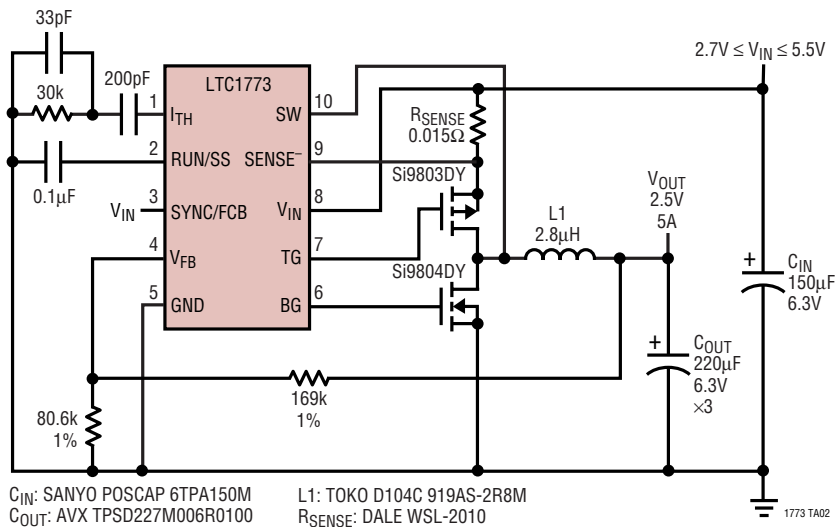 33pF
2.7V ≤ VIN ≤ 5.5V
30k
200pF
LTC1773
1
ITH
SW
10
RSENSE
0.015Ω
2
RUN/SS
SENSE–
9
0.1µF
Si9803DY
VIN
3
SYNC/FCB
VIN
8
VOUT
2.5V
5A
L1
2.8µH
4
VFB
TG
7
Si9804DY
+
CIN
150µF
6.3V
5
GND
BG
6
+
COUT
220µF
6.3V
×3
169k
1%
80.6k
1%
CIN: SANYO POSCAP 6TPA150M
L1: TOKO D104C 919AS-2R8M
COUT: AVX TPSD227M006R0100
RSENSE: DALE WSL-2010
1773 TA02